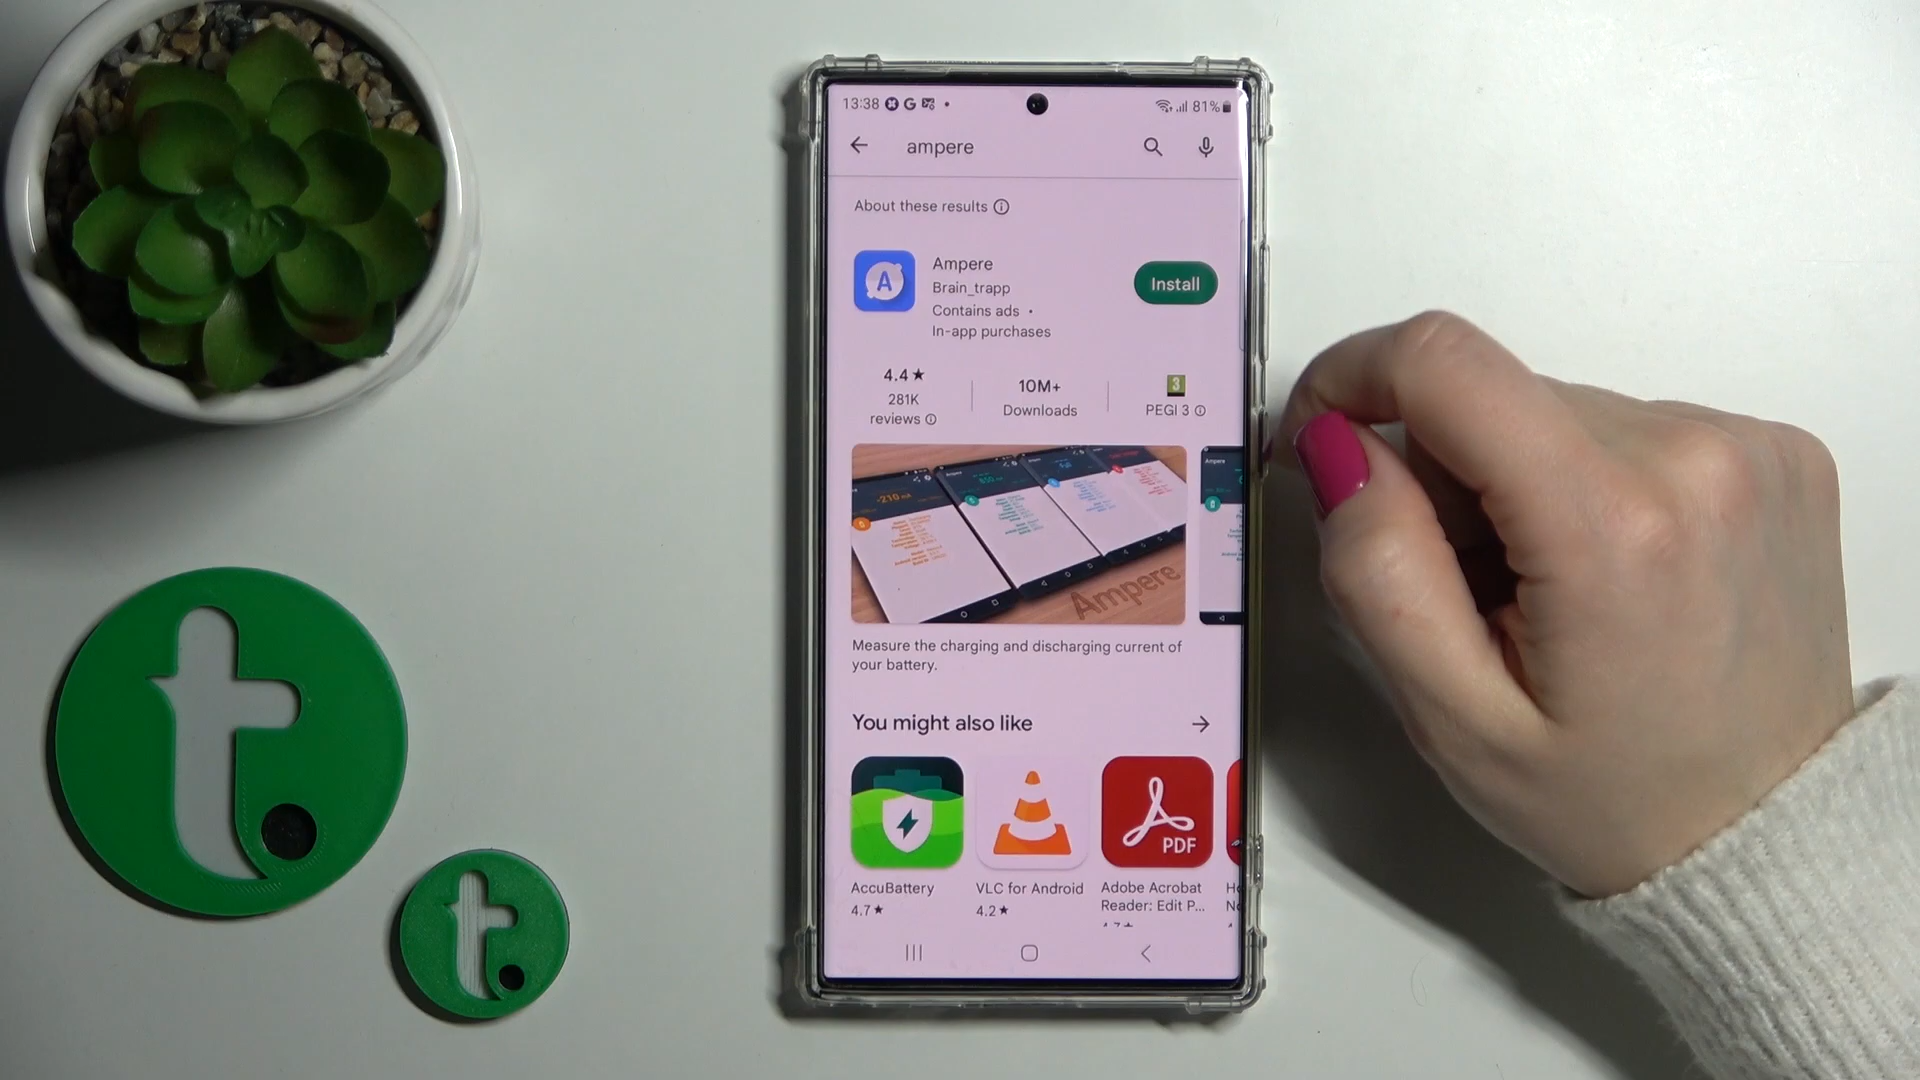 13:38 G 81%
ampere
About these results
A
Ampere
Brain_trapp
Contains ads •
In-app purchases
Install
4.4★
281K
reviews
10M+
Downloads
3
PEGI 3
Ampere
Measure the charging and discharging current of
your battery.
You might also like
PDF
AccuBattery
4.7★
VLC for Android
4.2★
Adobe Acrobat
Reader: Edit P...
t
t